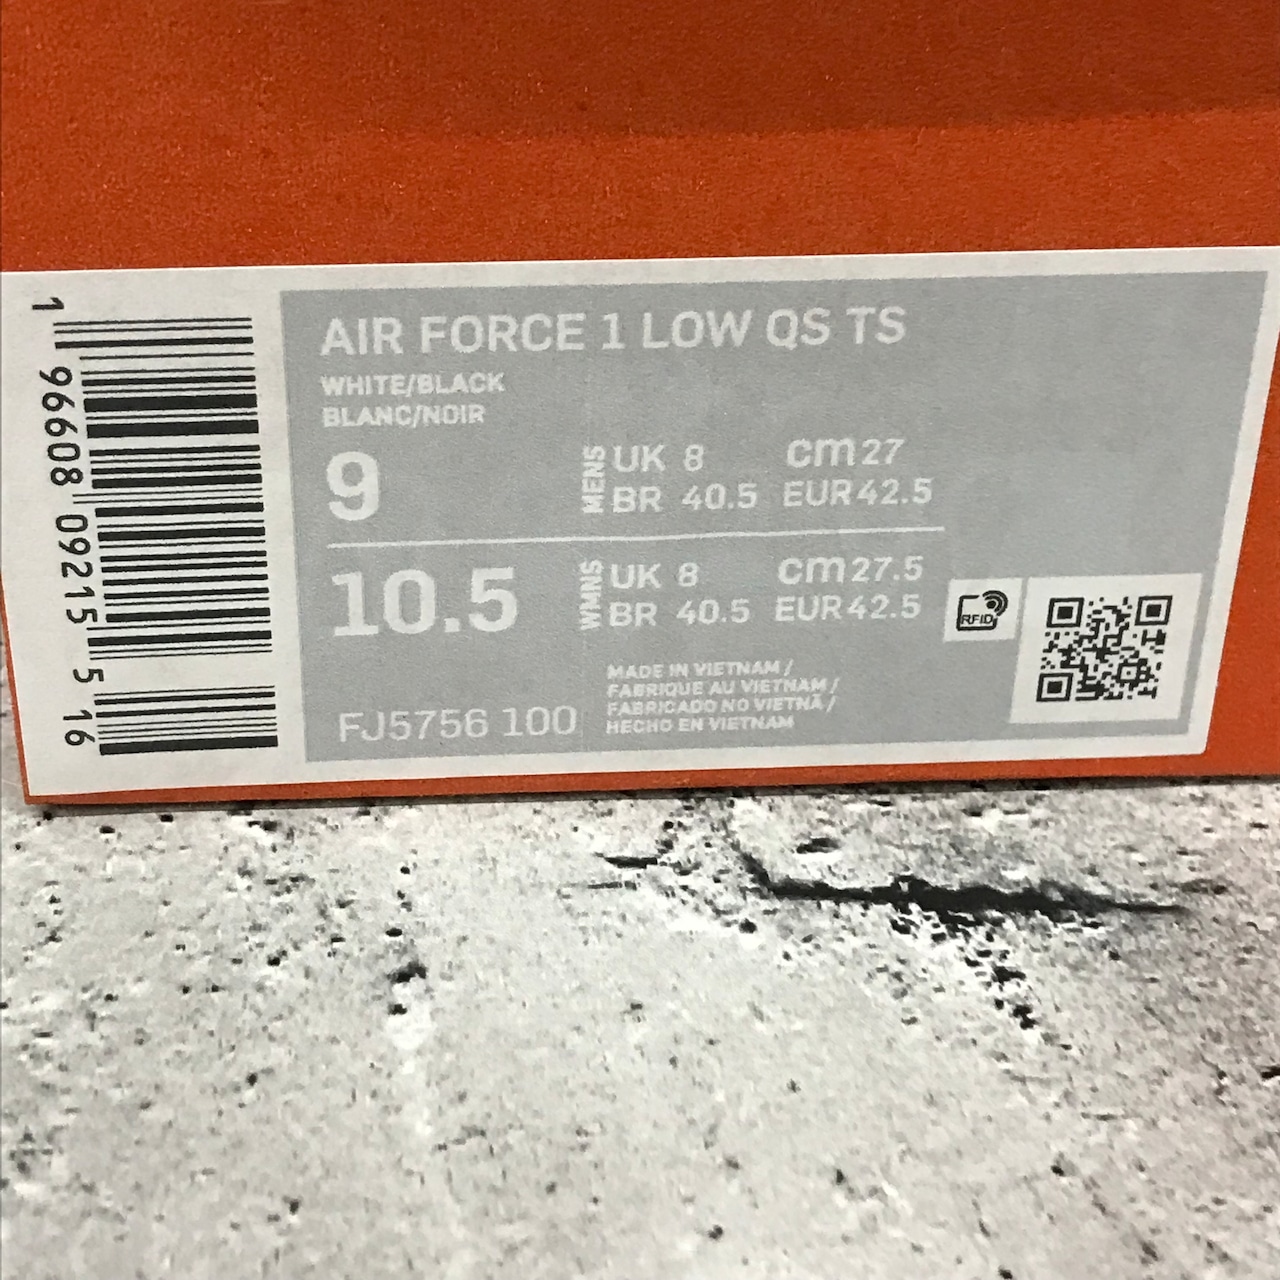 AIR FORCE 1 LOW QS TS
WHITE/BLACK
BLANC/NOIR
9
MENS
UK 8 cm 27
BR 40.5 EUR 42.5
10.5
WMNS
UK 8 cm 27.5
BR 40.5 EUR 42.5
RFID
MADE IN VIETNAM /
FABRIQUE AU VIETNAM /
FABRICADO NO VIETNÃ /
HECHO EN VIETNAM
FJ5756 100
1 96608 09215 5 16